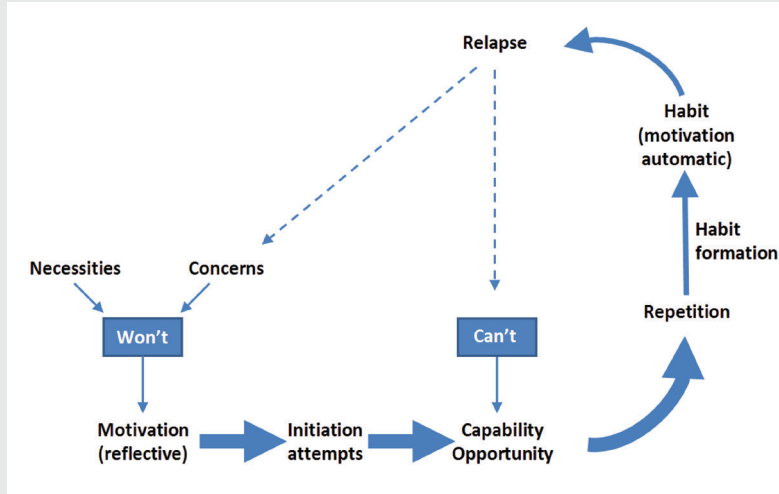 Relapse
Habit
(motivation
automatic)
Habit
formation
Necessities
Concerns
Repetition
Won't
Can't
Motivation
(reflective)
Initiation
attempts
Capability
Opportunity